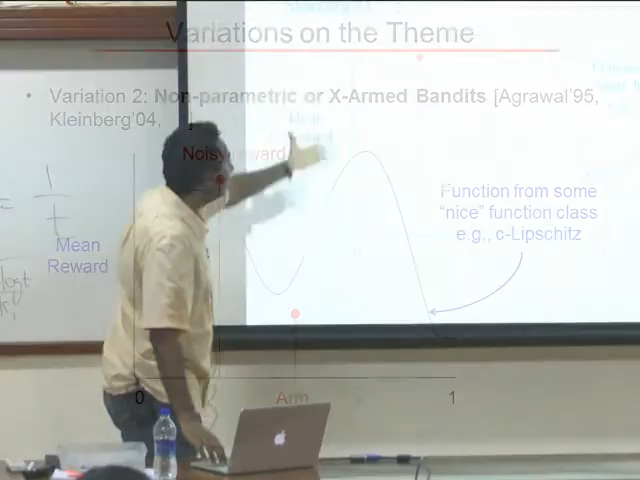 Variations on the Theme
• Variation 2: Non-parametric or X-Armed Bandits [Agrawal'95,
Kleinberg'04,
Noisy reward
Function from some
"nice" function class
e.g., c-Lipschitz
1
t
Mean
Reward
0
Arm
1